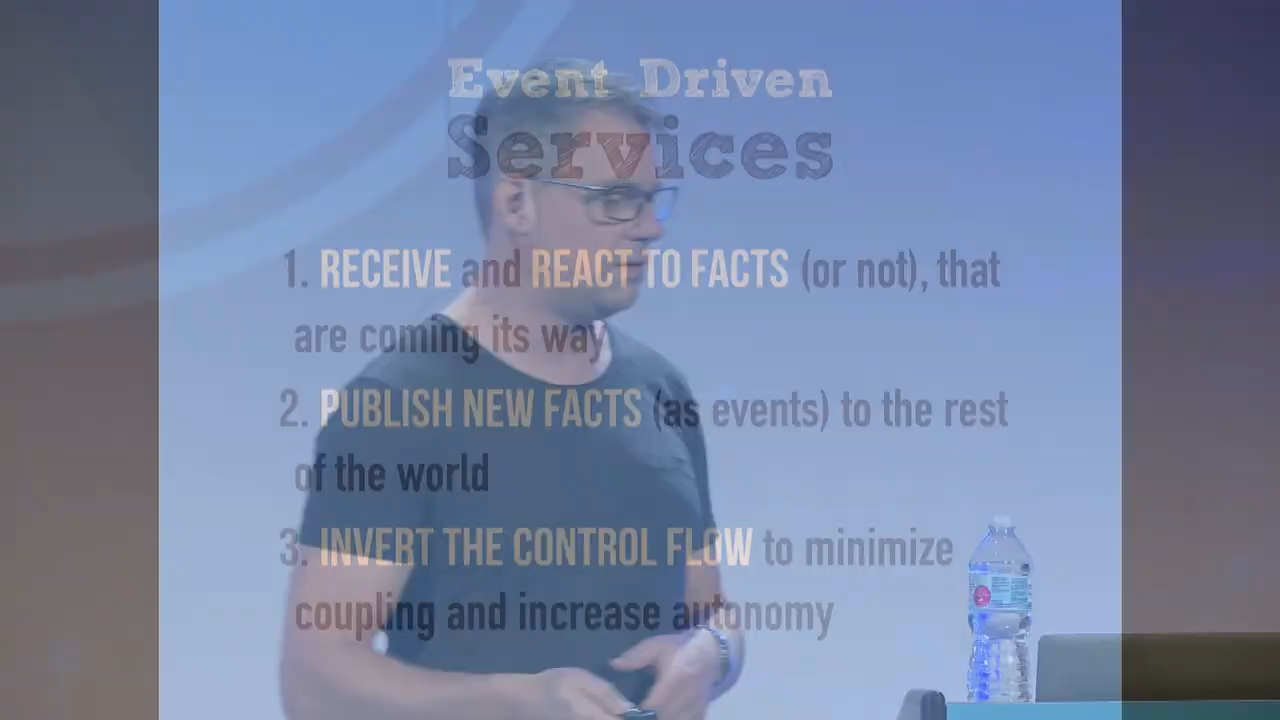 Event Driven
Services
1. RECEIVE and REACT TO FACTS (or not), that
are coming its way
2. PUBLISH NEW FACTS (as events) to the rest
of the world
3. INVERT THE CONTROL FLOW to minimize
coupling and increase autonomy